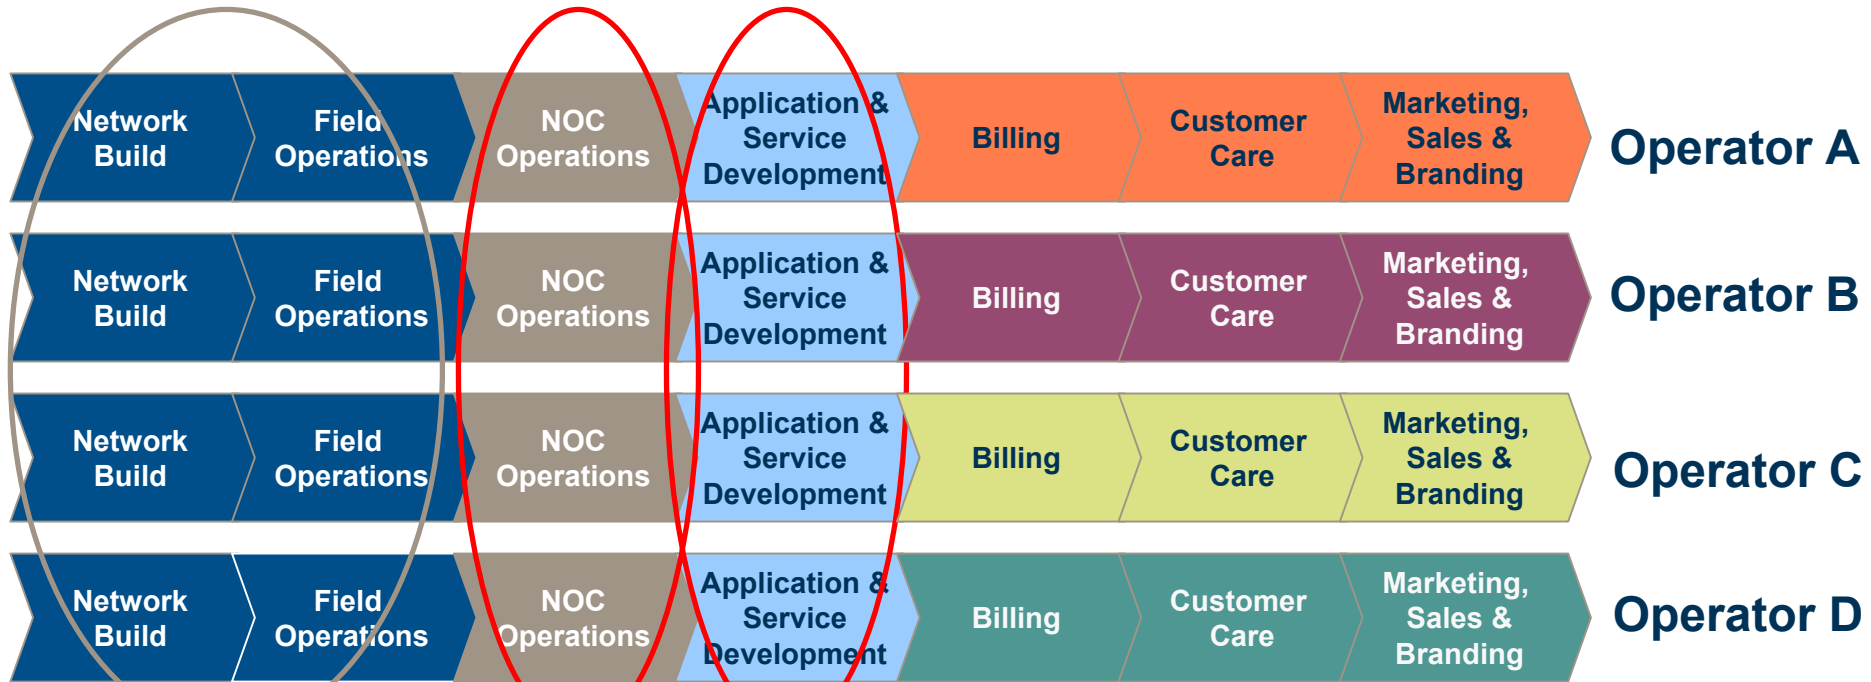 Network
Build
Field
Operations
NOC
Operations
Application &
Service
Development
Billing
Customer
Care
Marketing,
Sales &
Branding
Operator A
Network
Build
Field
Operations
NOC
Operations
Application &
Service
Development
Billing
Customer
Care
Marketing,
Sales &
Branding
Operator B
Network
Build
Field
Operations
NOC
Operations
Application &
Service
Development
Billing
Customer
Care
Marketing,
Sales &
Branding
Operator C
Network
Build
Field
Operations
NOC
Operations
Application &
Service
Development
Billing
Customer
Care
Marketing,
Sales &
Branding
Operator D